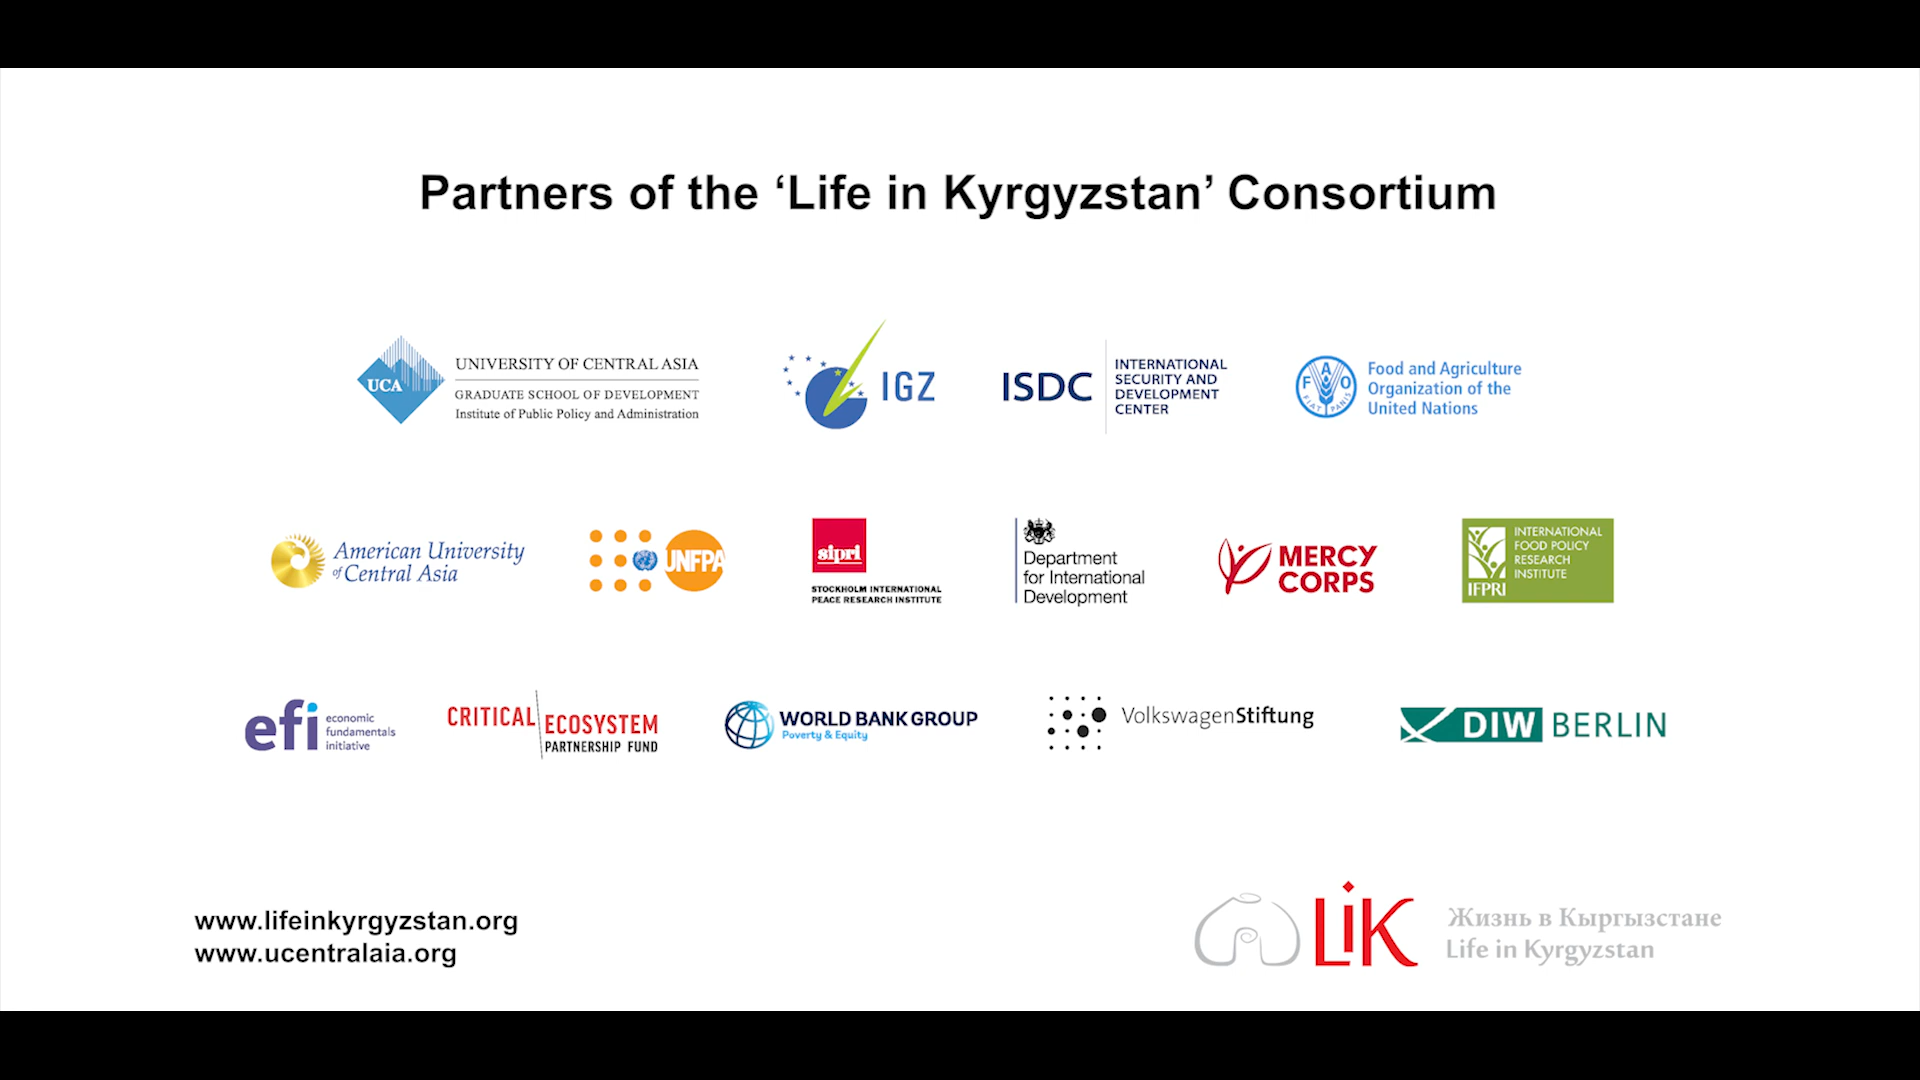 Partners of the ‘Life in Kyrgyzstan’ Consortium
UCA
UNIVERSITY OF CENTRAL ASIA
GRADUATE SCHOOL OF DEVELOPMENT
Institute of Public Policy and Administration
IGZ
ISDC
INTERNATIONAL
SECURITY AND
DEVELOPMENT
CENTER
F A O
FIAT PANIS
Food and Agriculture
Organization of the
United Nations
American University
of Central Asia
UNFPA
sipri
STOCKHOLM INTERNATIONAL
PEACE RESEARCH INSTITUTE
Department
for International
Development
MERCY
CORPS
IFPRI
INTERNATIONAL
FOOD POLICY
RESEARCH
INSTITUTE
efi
economic
fundamentals
initiative
CRITICAL ECOSYSTEM
PARTNERSHIP FUND
WORLD BANK GROUP
Poverty & Equity
VolkswagenStiftung
DIW BERLIN
www.lifeinkyrgyzstan.org
www.ucentralaia.org
LiK
Жизнь в Кыргызстане
Life in Kyrgyzstan